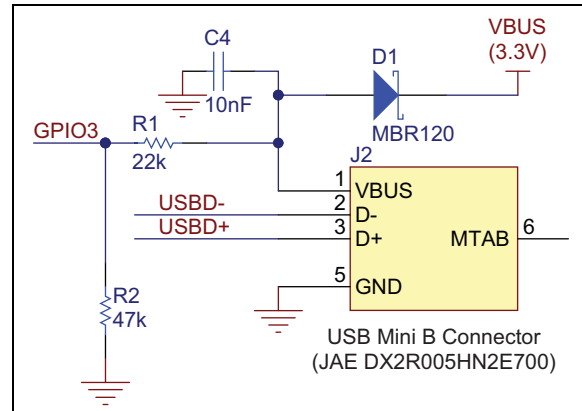 VBUS
(3.3V)
C4
10nF
D1
MBR120
GPIO3
R1
22k
J2
1
VBUS
USBD-
2
D-
USBD+
3
D+
MTAB
6
5
GND
R2
47k
USB Mini B Connector
(JAE DX2R005HN2E700)